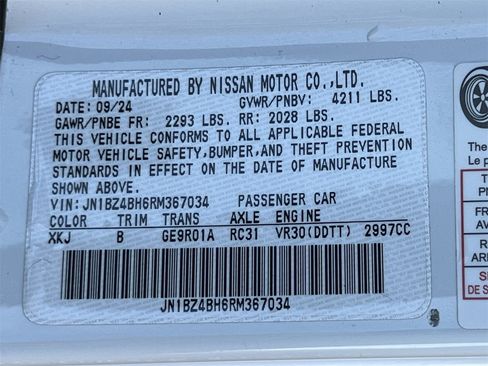 MANUFACTURED BY NISSAN MOTOR CO.,LTD.
DATE: 09/24 GVWR/PNBV: 4211 LBS.
GAWR/PNBE FR: 2293 LBS. RR: 2028 LBS.
THIS VEHICLE CONFORMS TO ALL APPLICABLE FEDERAL
MOTOR VEHICLE SAFETY,BUMPER,AND THEFT PREVENTION
STANDARDS IN EFFECT ON THE DATE OF MANUFACTURE
SHOWN ABOVE.
VIN: JN1BZ4BH6RM367034 PASSENGER CAR
COLOR TRIM TRANS AXLE ENGINE
XKJ B GE9R01A RC31 VR30(DDTT) 2997CC
JN1BZ4BH6RM367034
The
Le p